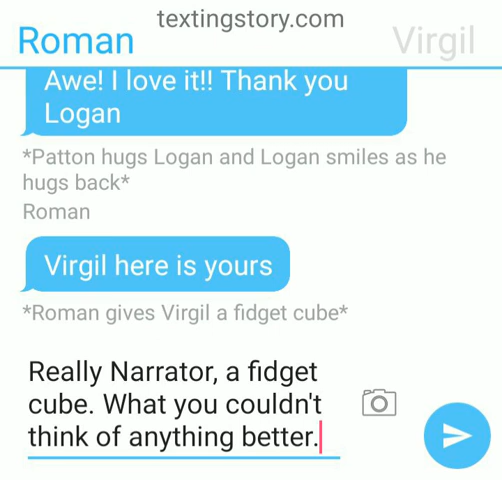 textingstory.com
Roman
Virgil
Awe! I love it!! Thank you
Logan
*Patton hugs Logan and Logan smiles as he
hugs back*
Roman
Virgil here is yours
*Roman gives Virgil a fidget cube*
Really Narrator, a fidget
cube. What you couldn't
think of anything better.